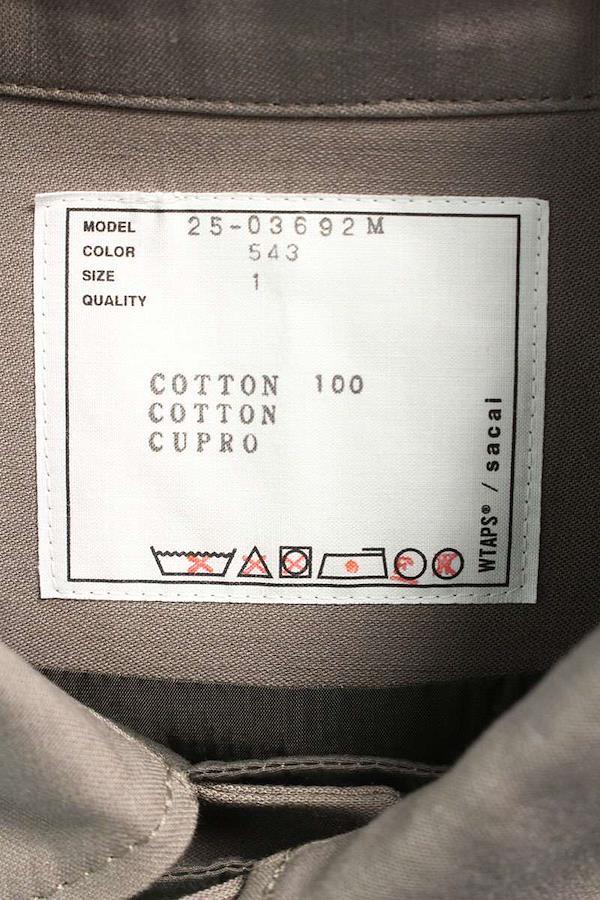 MODEL 25-03692M
COLOR 543
SIZE 1
QUALITY
COTTON 100
COTTON
CUPRO
WTAPS® / sacai